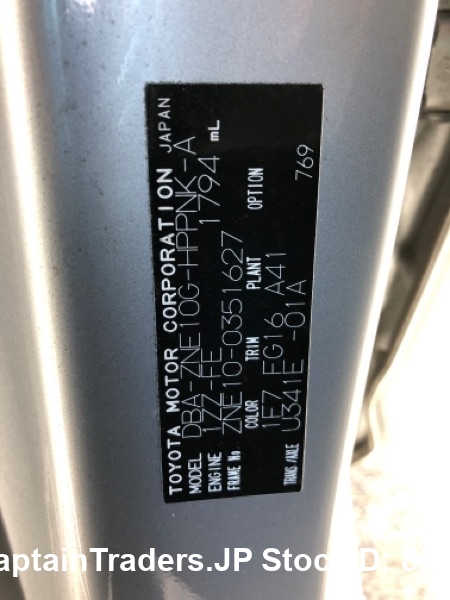 TOYOTA MOTOR CORPORATION JAPAN
MODEL DBA-ZNE10G-HPPNK -A
ENGINE 1ZZ-FE 1794 mL
FRAME No. ZNE10-0351627
COLOR TRIM PLANT OPTION
1E7 FG16 A41 769
TRANS/AXLE U341E -01A
aptainTraders.JP Stoc